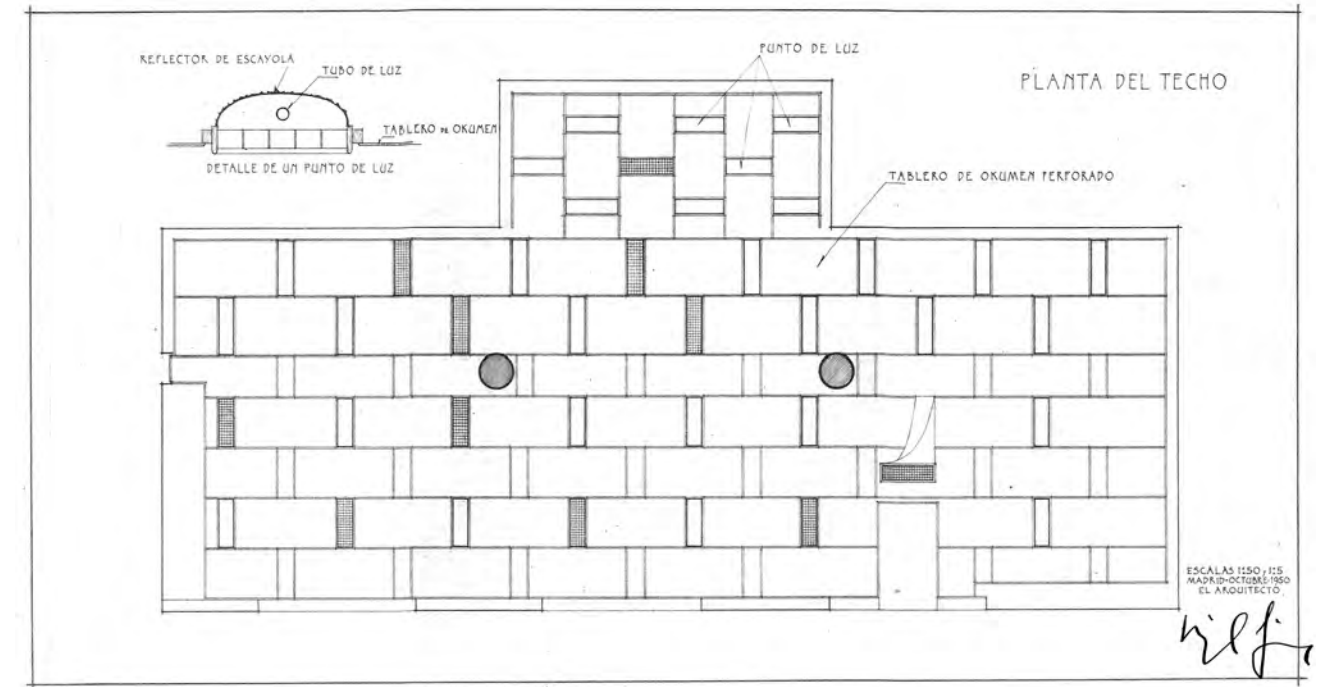 REFLECTOR DE ESCAYOLA
TUBO DE LUZ
TABLERO DE OKUMEN
DETALLE DE UN PUNTO DE LUZ
PUNTO DE LUZ
PLANTA DEL TECHO
TABLERO DE OKUMEN PERFORADO
ESCALAS 1:50 y 1:5
MADRID-OCTUBRE-1950
EL ARQUITECTO